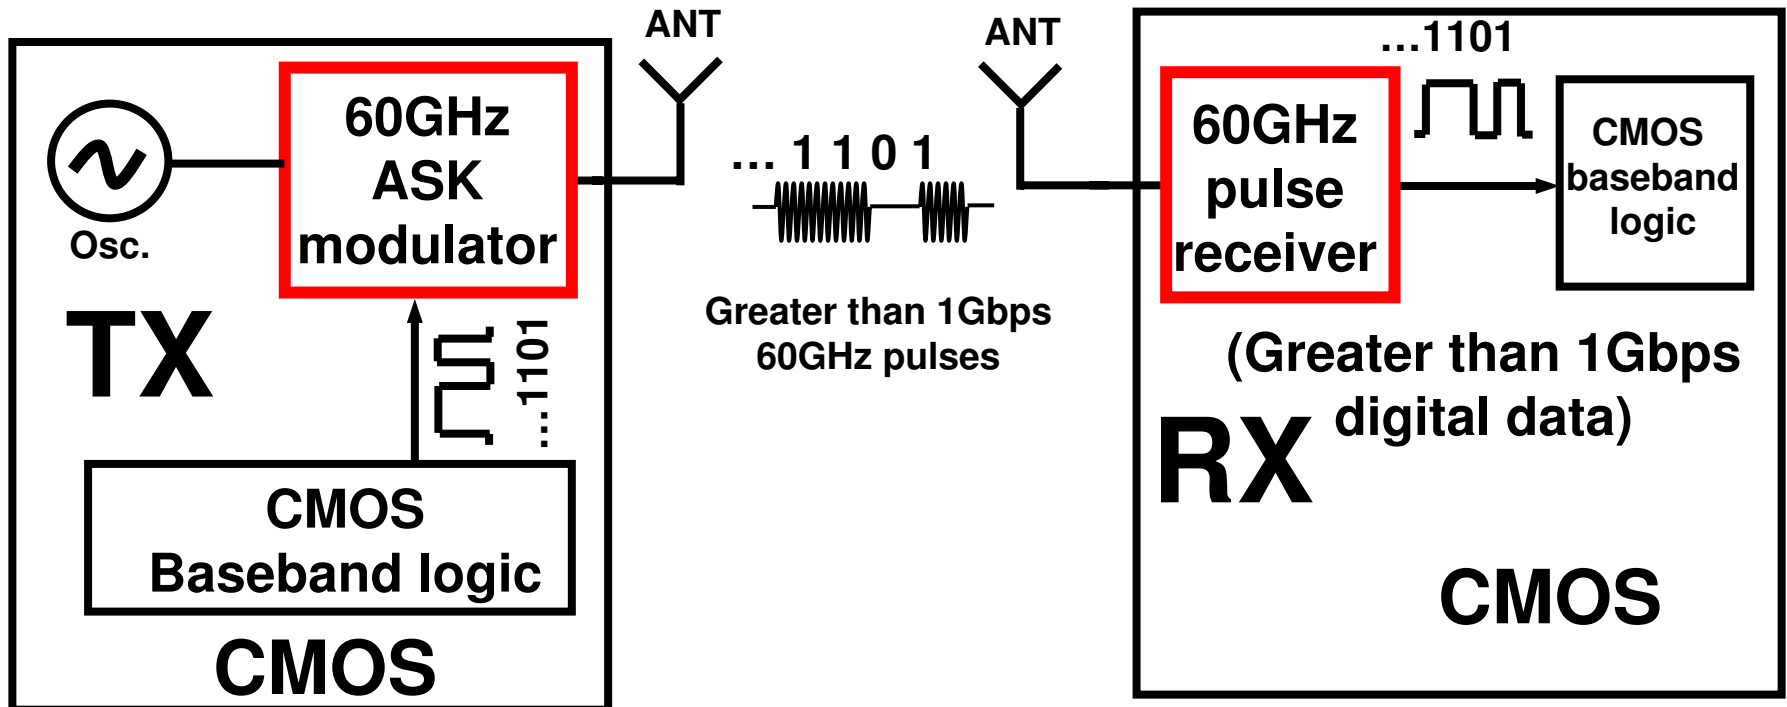 ANT
60GHz
ASK
modulator
Osc.
TX
...1101
CMOS
Baseband logic
CMOS
... 1 1 0 1
Greater than 1Gbps
60GHz pulses
ANT
60GHz
pulse
receiver
...1101
CMOS
baseband
logic
(Greater than 1Gbps
digital data)
RX
CMOS